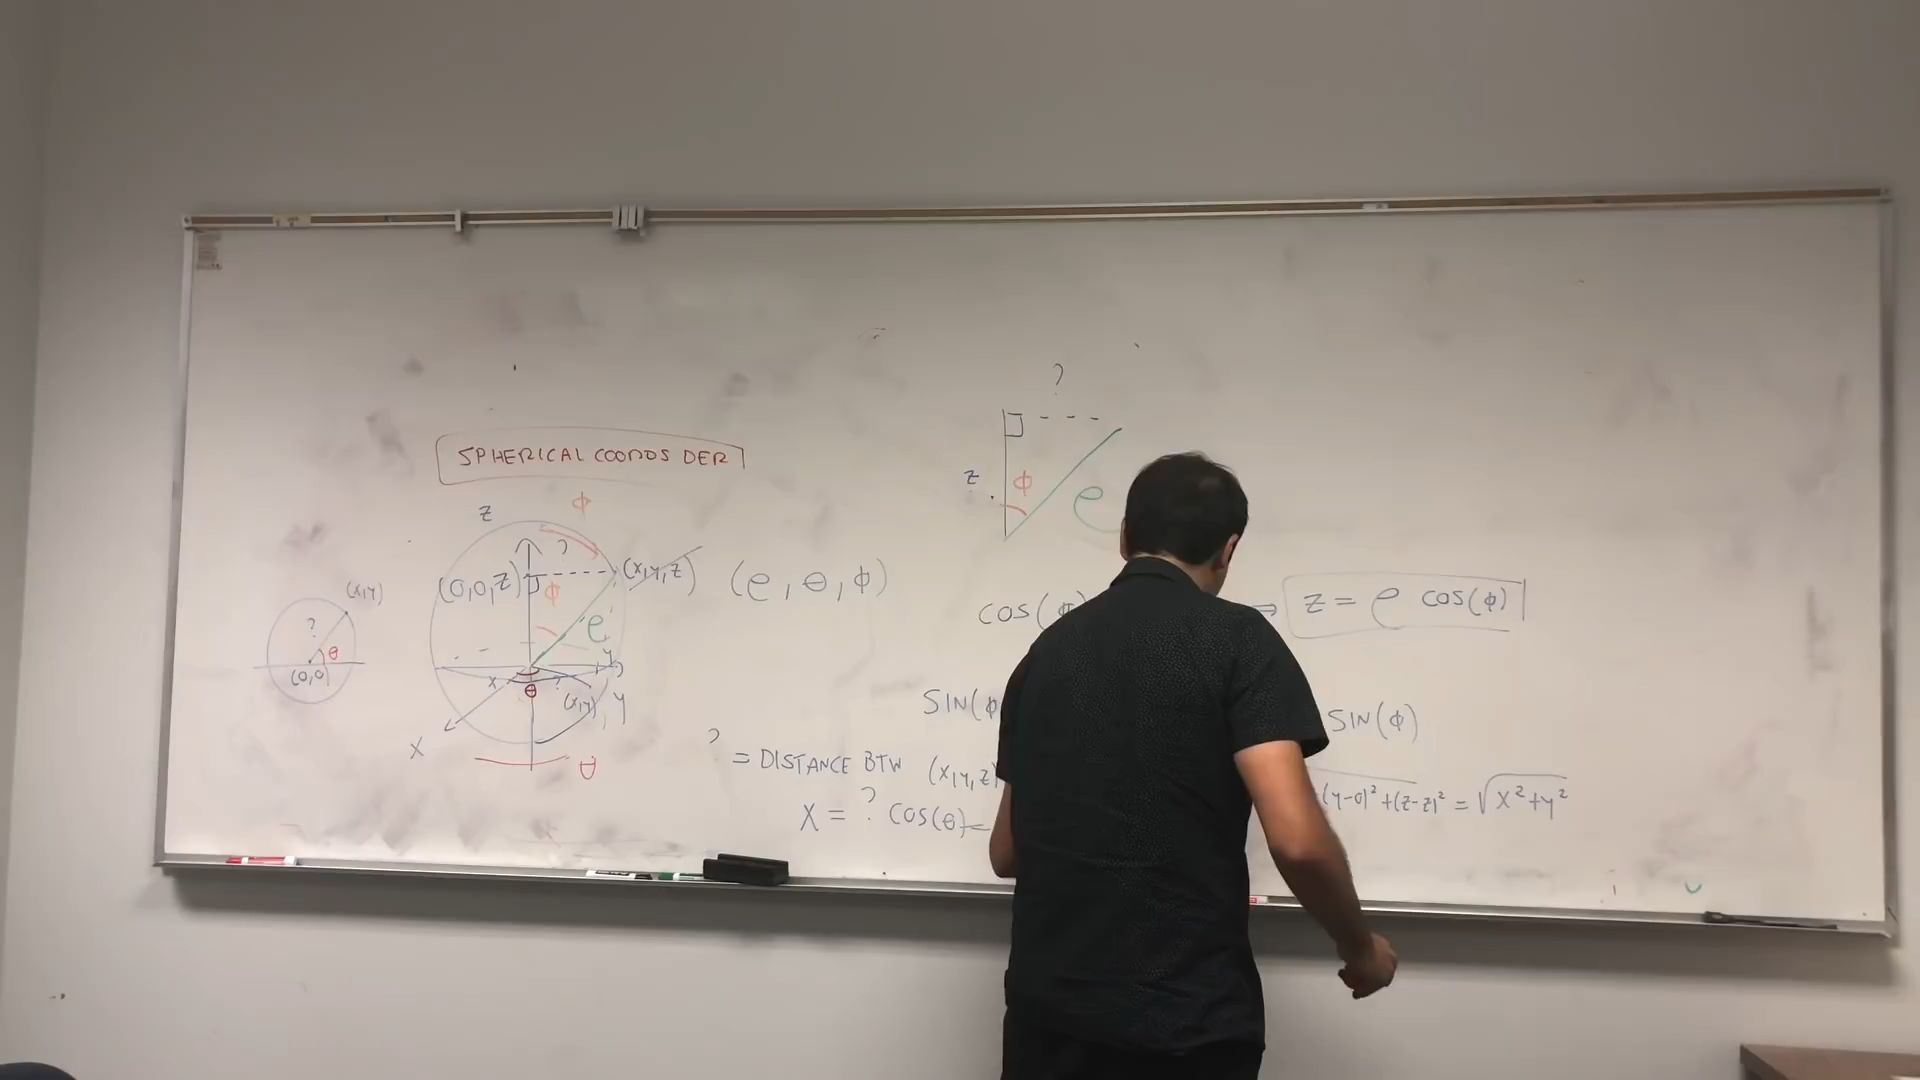 ?
SPHERICAL COORDS DER
z
ϕ
z
ϕ
ρ
?
(0,0,z)
ϕ
(x,y,z)
(ρ, θ, ϕ)
ρ
(x,y)
?
θ
(0,0)
COS(ϕ)
⇒ z = ρ COS(ϕ)
x
y
θ
?
(x,y)
y
x
θ
SIN(ϕ
SIN(ϕ)
? = DISTANCE BTW (x,y,z)
(y-0)² + (z-z)² = √x²+y²
X = ? COS(θ) =